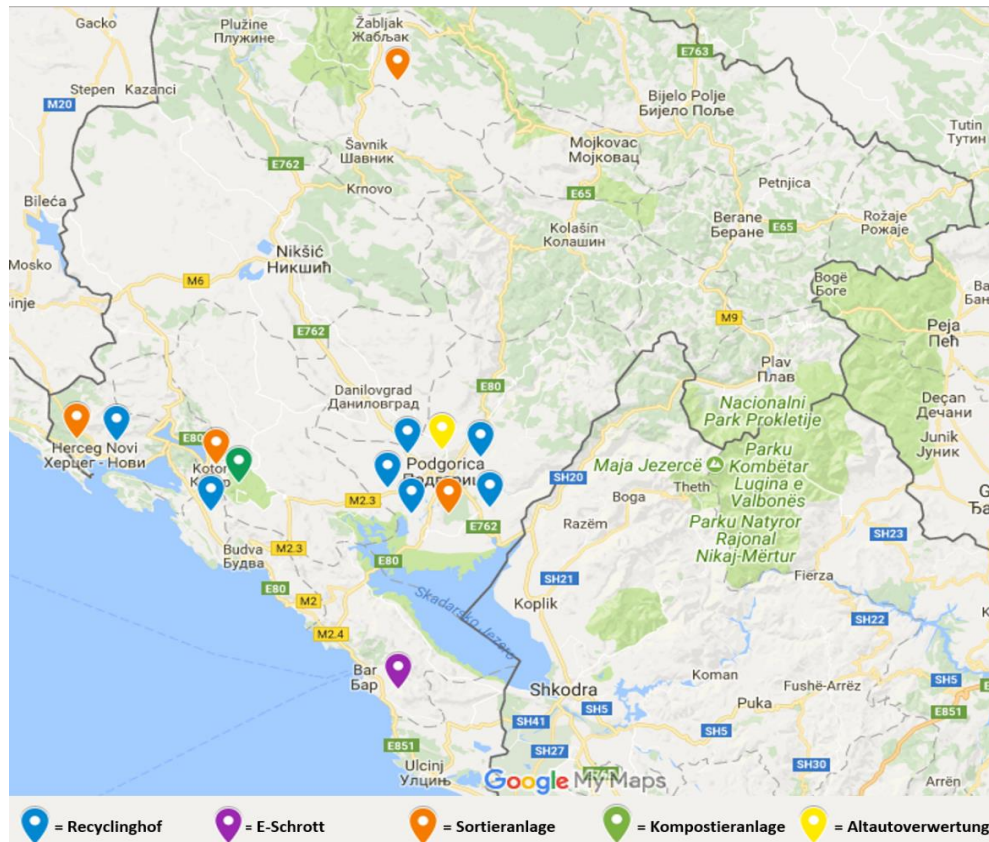 Gacko
Plužine
Плужине
Žabljak
Жабљак
E763
Stepen
Kazanci
M20
Bijelo Polje
Бијело Поље
Tutin
Тутин
Mojkovac
Мојковац
Šavnik
Шавник
E762
Krnovo
Petnjica
E65
Bileća
Kolašin
Колашин
Berane
Беране
E65
Rožaje
Рожаје
Nikšić
Никшић
Mosko
M6
Bogë
Боге
E762
M9
Peja
Пећ
Plav
Плав
E80
Danilovgrad
Даниловград
Nacionalni
Park Prokletije
Deçan
Дечани
Junik
Јуник
Herceg Novi
Херцег - Нови
E80
Podgorica
Maja Jezercë
Parku
Kombëtar
Lugina e
Valbonës
Theth
SH20
Boga
M2.3
Razëm
E762
Parku Natyror
Rajonal
Nikaj-Mërtur
SH23
Budva
Будва
M2.3
E80
Fierza
SH21
E80
M2
Koplik
Skadarsko Jezero
SH22
M2.4
Bar
Бар
Koman
Fushë-Arrëz
SH5
Shkodra
Puka
E851
SH5
SH41
SH5
E851
SH27
Ulcinj
Улцињ
SH30
Google My Maps
Arrën
= Recyclinghof
= E-Schrott
= Sortieranlage
= Kompostieranlage
= Altautoverwertung